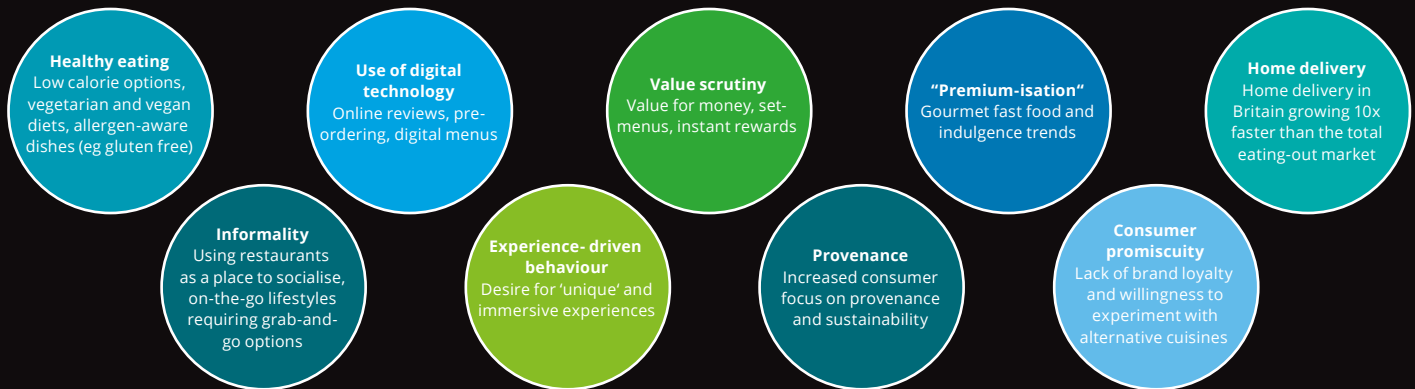 Healthy eating
Low calorie options,
vegetarian and vegan
diets, allergen-aware
dishes (eg gluten free)
Use of digital
technology
Online reviews, pre-
ordering, digital menus
Value scrutiny
Value for money, set-
menus, instant rewards
“Premium-isation“
Gourmet fast food and
indulgence trends
Home delivery
Home delivery in
Britain growing 10x
faster than the total
eating-out market
Informality
Using restaurants
as a place to socialise,
on-the-go lifestyles
requiring grab-and-
go options
Experience- driven
behaviour
Desire for ‘unique’ and
immersive experiences
Provenance
Increased consumer
focus on provenance
and sustainability
Consumer
promiscuity
Lack of brand loyalty
and willingness to
experiment with
alternative cuisines